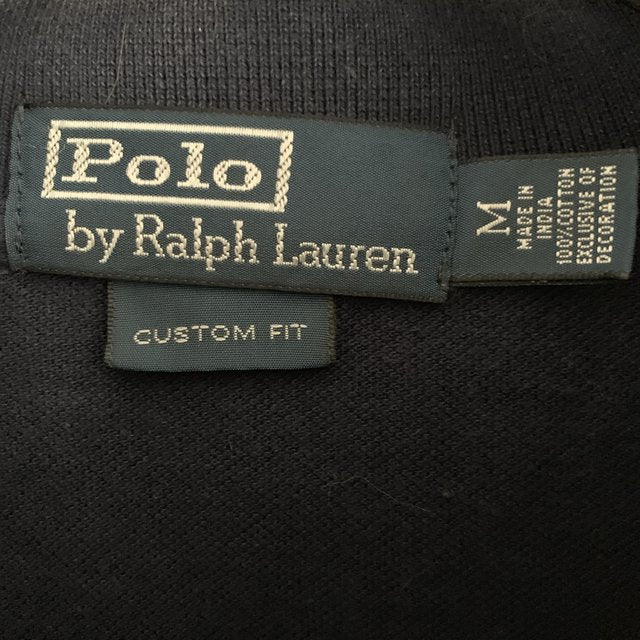 Polo
by Ralph Lauren
CUSTOM FIT
M
MADE IN
INDIA
100%COTTON
EXCLUSIVE OF
DECORATION